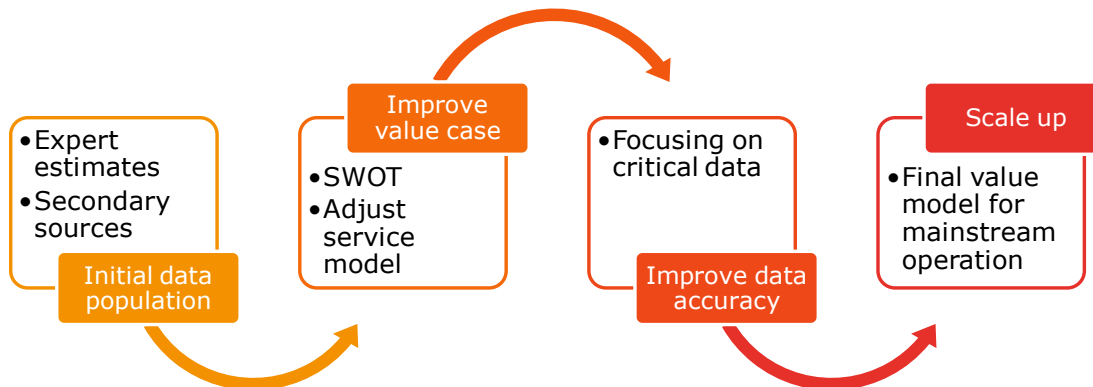 •Expert
estimates
•Secondary
sources
Initial data
population
Improve
value case
•SWOT
•Adjust
service
model
•Focusing on
critical data
Improve data
accuracy
Scale up
•Final value
model for
mainstream
operation